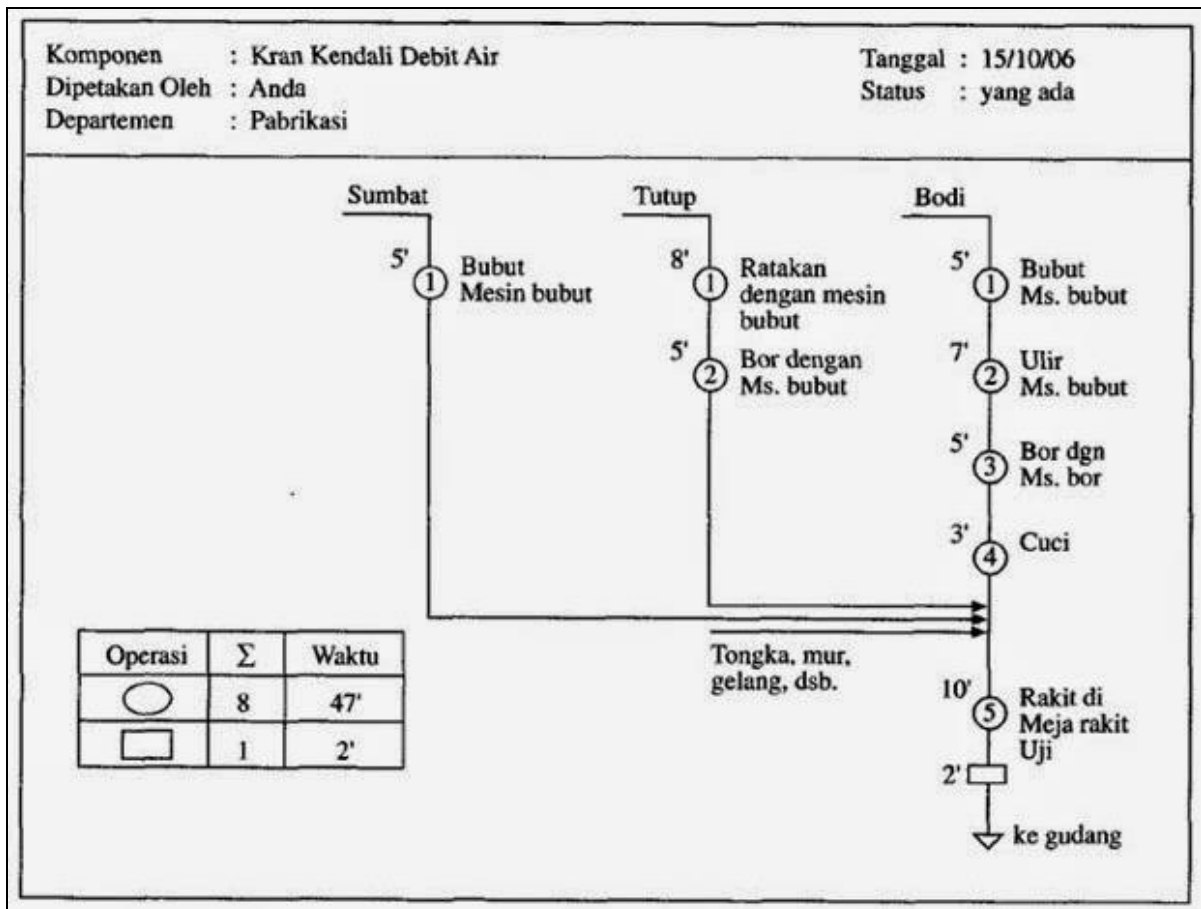 Komponen : Kran Kendali Debit Air
Dipetakan Oleh : Anda
Departemen : Pabrikasi
Tanggal : 15/10/06
Status : yang ada
Sumbat
5'
1
Bubut
Mesin bubut
Tutup
8'
1
Ratakan
dengan mesin
bubut
5'
2
Bor dengan
Ms. bubut
Bodi
5'
1
Bubut
Ms. bubut
7'
2
Ulir
Ms. bubut
5'
3
Bor dgn
Ms. bor
3'
4
Cuci
Tongka, mur,
gelang, dsb.
10'
5
Rakit di
Meja rakit
Uji
2'
ke gudang
Operasi Σ Waktu
8 47'
1 2'